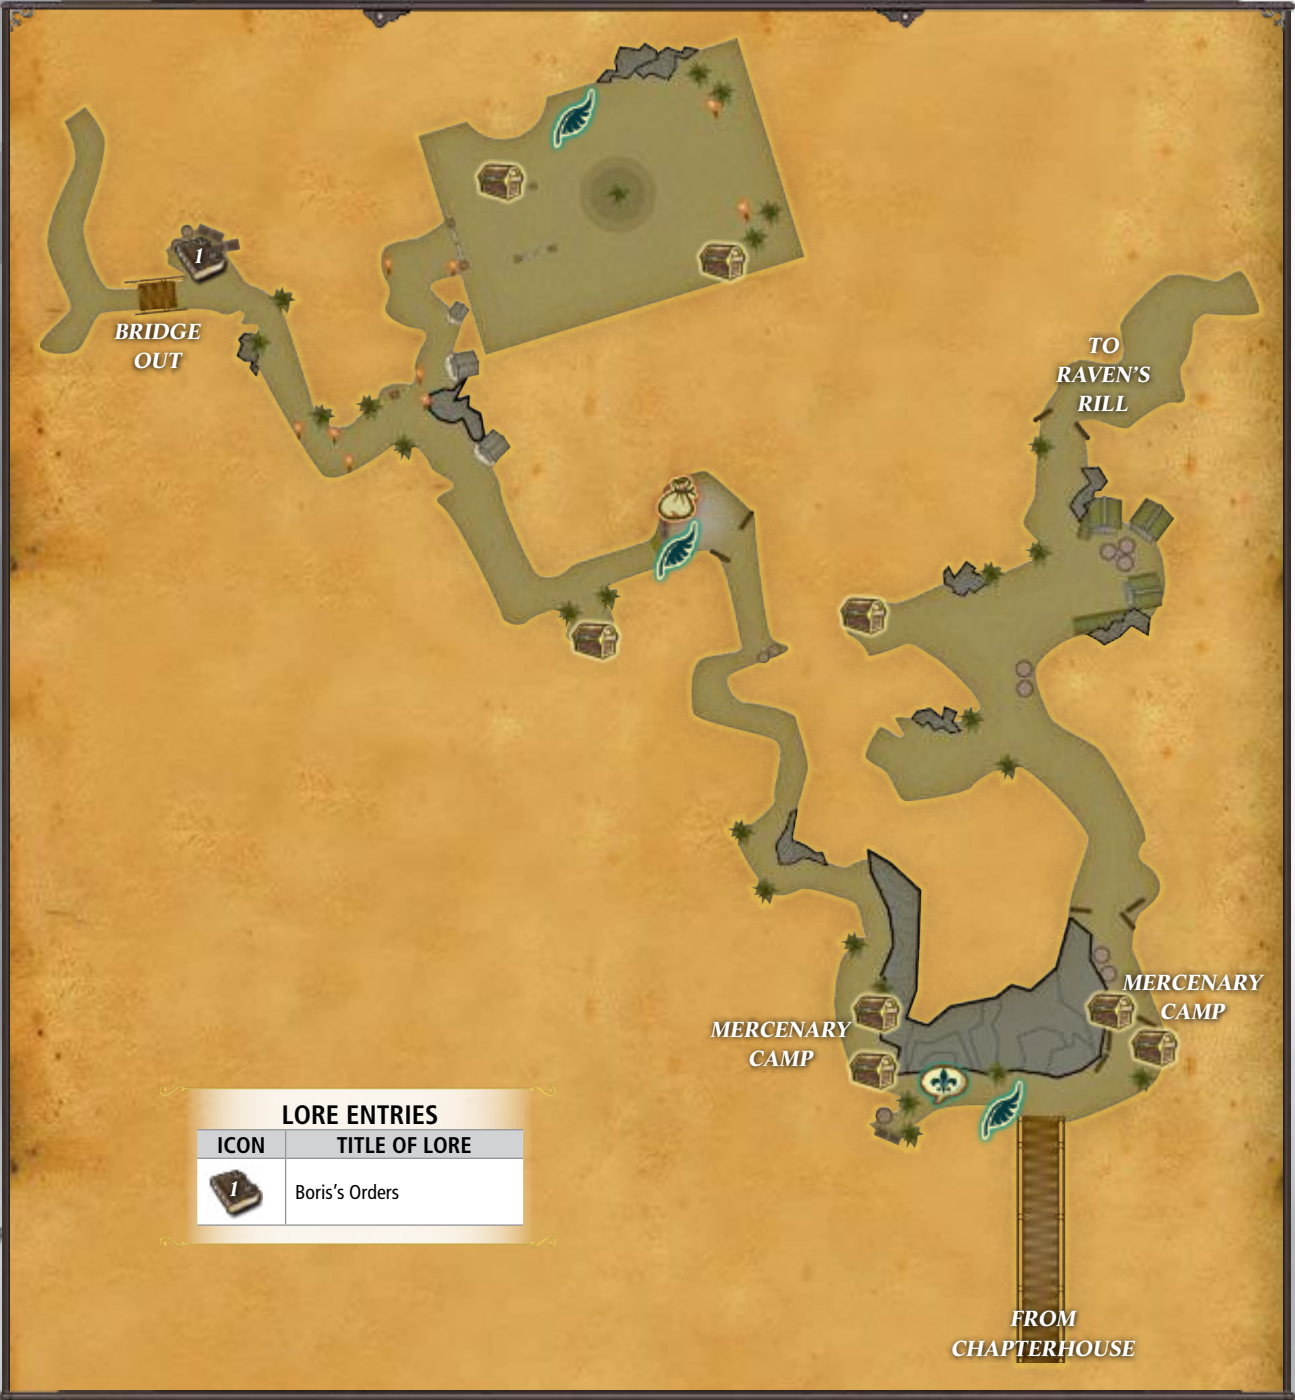 1
BRIDGE
OUT
TO
RAVEN'S
RILL
MERCENARY
CAMP
MERCENARY
CAMP
LORE ENTRIES
ICON TITLE OF LORE
1 Boris's Orders
FROM
CHAPTERHOUSE